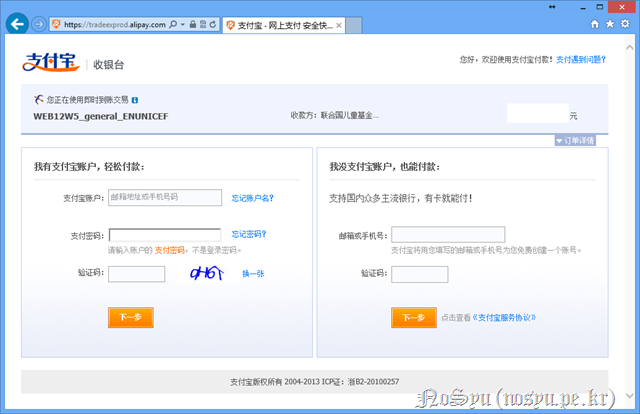 https://tradeexprod.alipay.com
支付宝 - 网上支付 安全快...
支付宝 | 收银台
您好,欢迎使用支付宝付款! 支付遇到问题?
您正在使用即时到账交易
WEB12W5_general_ENUNICEF
收款方: 联合国儿童基金...
元
订单详情
我有支付宝账户,轻松付款:
支付宝账户: 邮箱地址或手机号码 忘记账户名?
支付密码: 忘记密码?
请输入账户的 支付密码, 不是登录密码。
验证码: 换一张
下一步
我没支付宝账户,也能付款:
支持国内众多主流银行,有卡就能付!
邮箱或手机号:
支付宝将用您填写的邮箱或手机号为您免费创建一个账号。
验证码:
下一步 点击查看《支付宝服务协议》
支付宝版权所有 2004-2013 ICP证: 浙B2-20100257
NoSyu (nosyu.pe.kr)